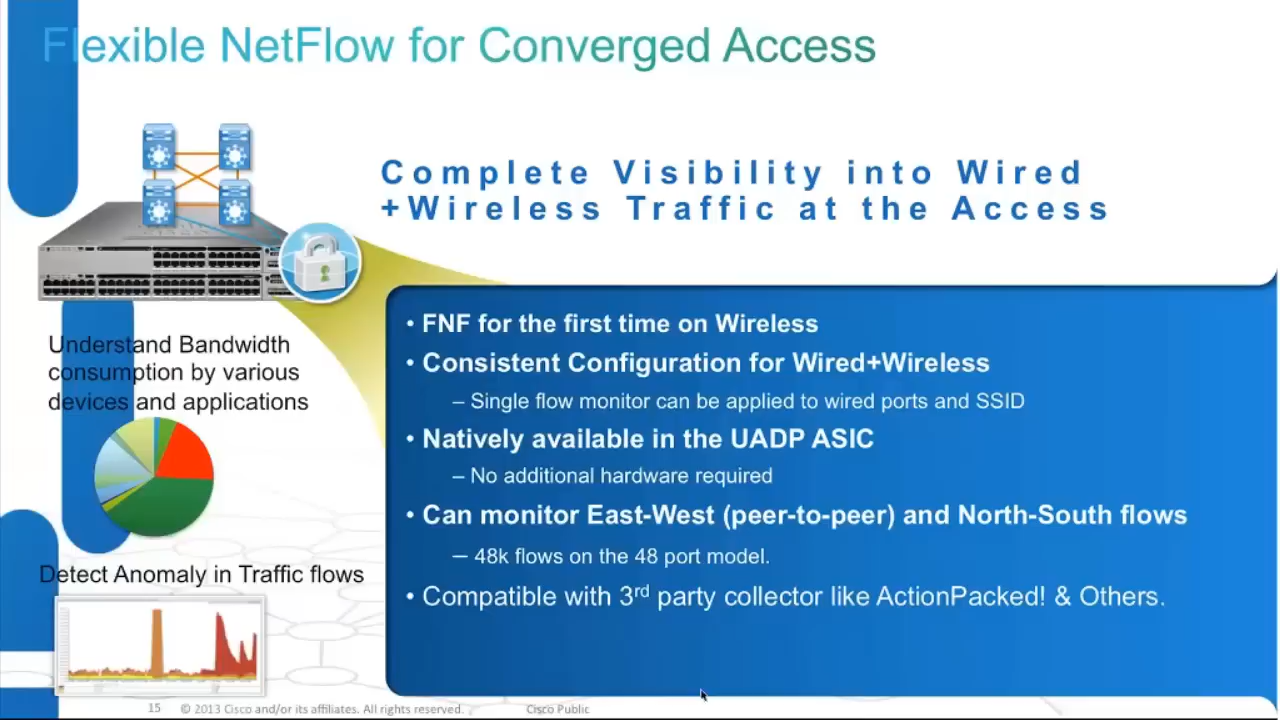 Flexible NetFlow for Converged Access
Complete Visibility into Wired
+Wireless Traffic at the Access
Understand Bandwidth
consumption by various
devices and applications
Detect Anomaly in Traffic flows
• FNF for the first time on Wireless
• Consistent Configuration for Wired+Wireless
– Single flow monitor can be applied to wired ports and SSID
• Natively available in the UADP ASIC
– No additional hardware required
• Can monitor East-West (peer-to-peer) and North-South flows
– 48k flows on the 48 port model.
• Compatible with 3rd party collector like ActionPacked! & Others.
15 © 2013 Cisco and/or its affiliates. All rights reserved. Cisco Public